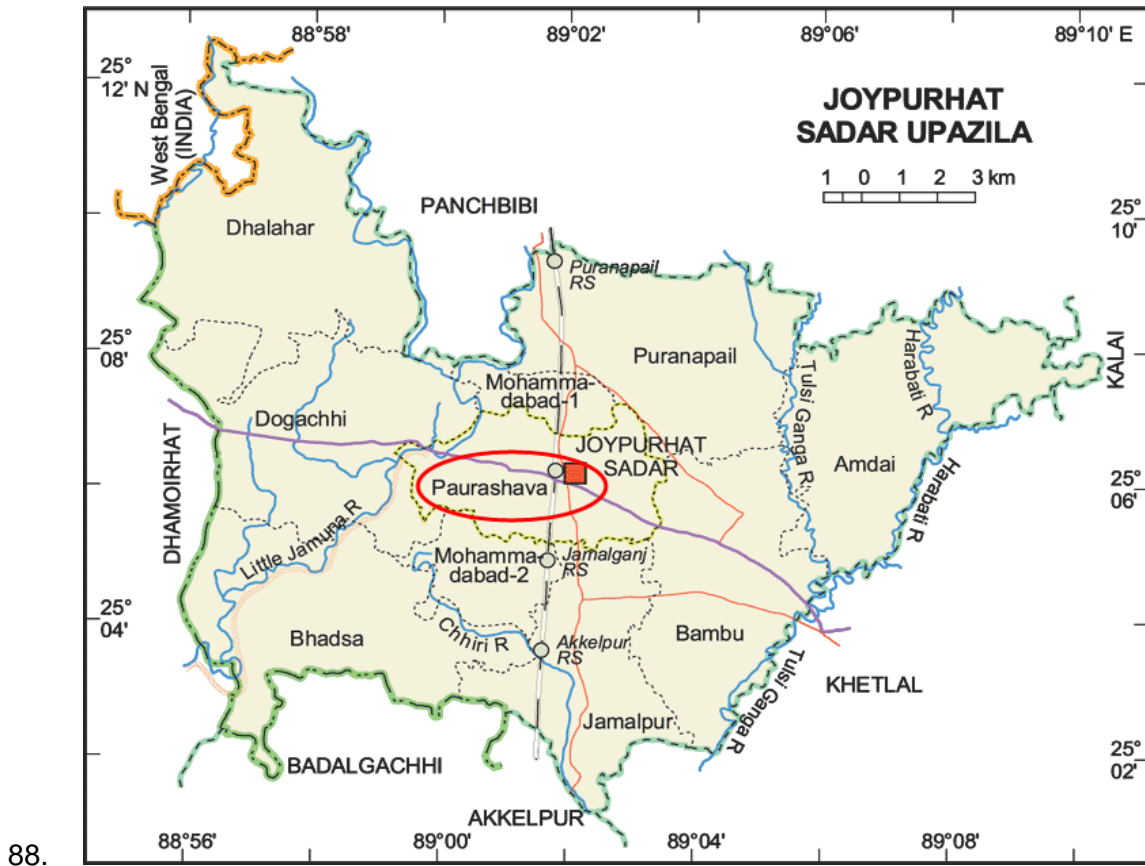 88°58'
89°02'
89°06'
89°10' E
25°
12' N
West Bengal
(INDIA)
JOYPURHAT
SADAR UPAZILA
1 0 1 2 3 km
PANCHBIBI
25°
10'
Dhalahar
Puranapail
RS
25°
08'
Puranapail
Tulsi Ganga R
Harabati R
KALAI
Mohamma-
dabad-1
Dogachhi
JOYPURHAT
SADAR
Amdai
DHAMOIRHAT
Paurashava
Harabati R
25°
06'
Little Jamuna R
Mohamma-
dabad-2
Jamalganj
RS
25°
04'
Bhadsa
Chhiri R
Akkelpur
RS
Bambu
Tulsi Ganga R
KHETLAL
Jamalpur
BADALGACHHI
25°
02'
AKKELPUR
88°56'
89°00'
89°04'
89°08'
88.